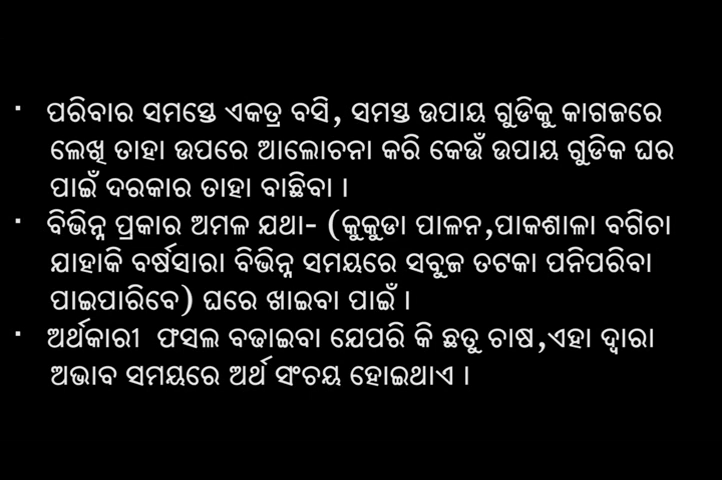 ▪ ପରିବାର ସମସ୍ତେ ଏକତ୍ର ବସି, ସମସ୍ତ ଉପାୟ ଗୁଡିକୁ କାଗଜରେ
ଲେଖି ତାହା ଉପରେ ଆଲୋଚନା କରି କେଉଁ ଉପାୟ ଗୁଡିକ ଘର
ପାଇଁ ଦରକାର ତାହା ବାଛିବା ।
▪ ବିଭିନ୍ନ ପ୍ରକାର ଅମଳ ଯଥା- (କୁକୁଡା ପାଳନ,ପାକଶାଳା ବଗିଚା
ଯାହାକି ବର୍ଷସାରା ବିଭିନ୍ନ ସମୟରେ ସବୁଜ ତଟକା ପନିପରିବା
ପାଇପାରିବେ) ଘରେ ଖାଇବା ପାଇଁ ।
▪ ଅର୍ଥକାରୀ ଫସଲ ବଢାଇବା ଯେପରି କି ଛତୁ ଚାଷ,ଏହା ଦ୍ୱାରା
ଅଭାବ ସମୟରେ ଅର୍ଥ ସଂଚୟ ହୋଇଥାଏ ।